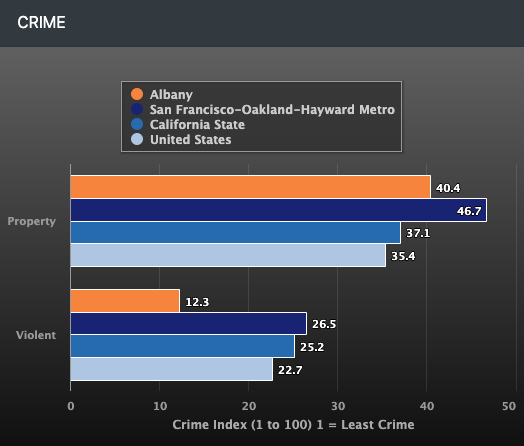 CRIME
Albany
San Francisco-Oakland-Hayward Metro
California State
United States
Property
40.4
46.7
37.1
35.4
Violent
12.3
26.5
25.2
22.7
0 10 20 30 40 50
Crime Index (1 to 100) 1 = Least Crime